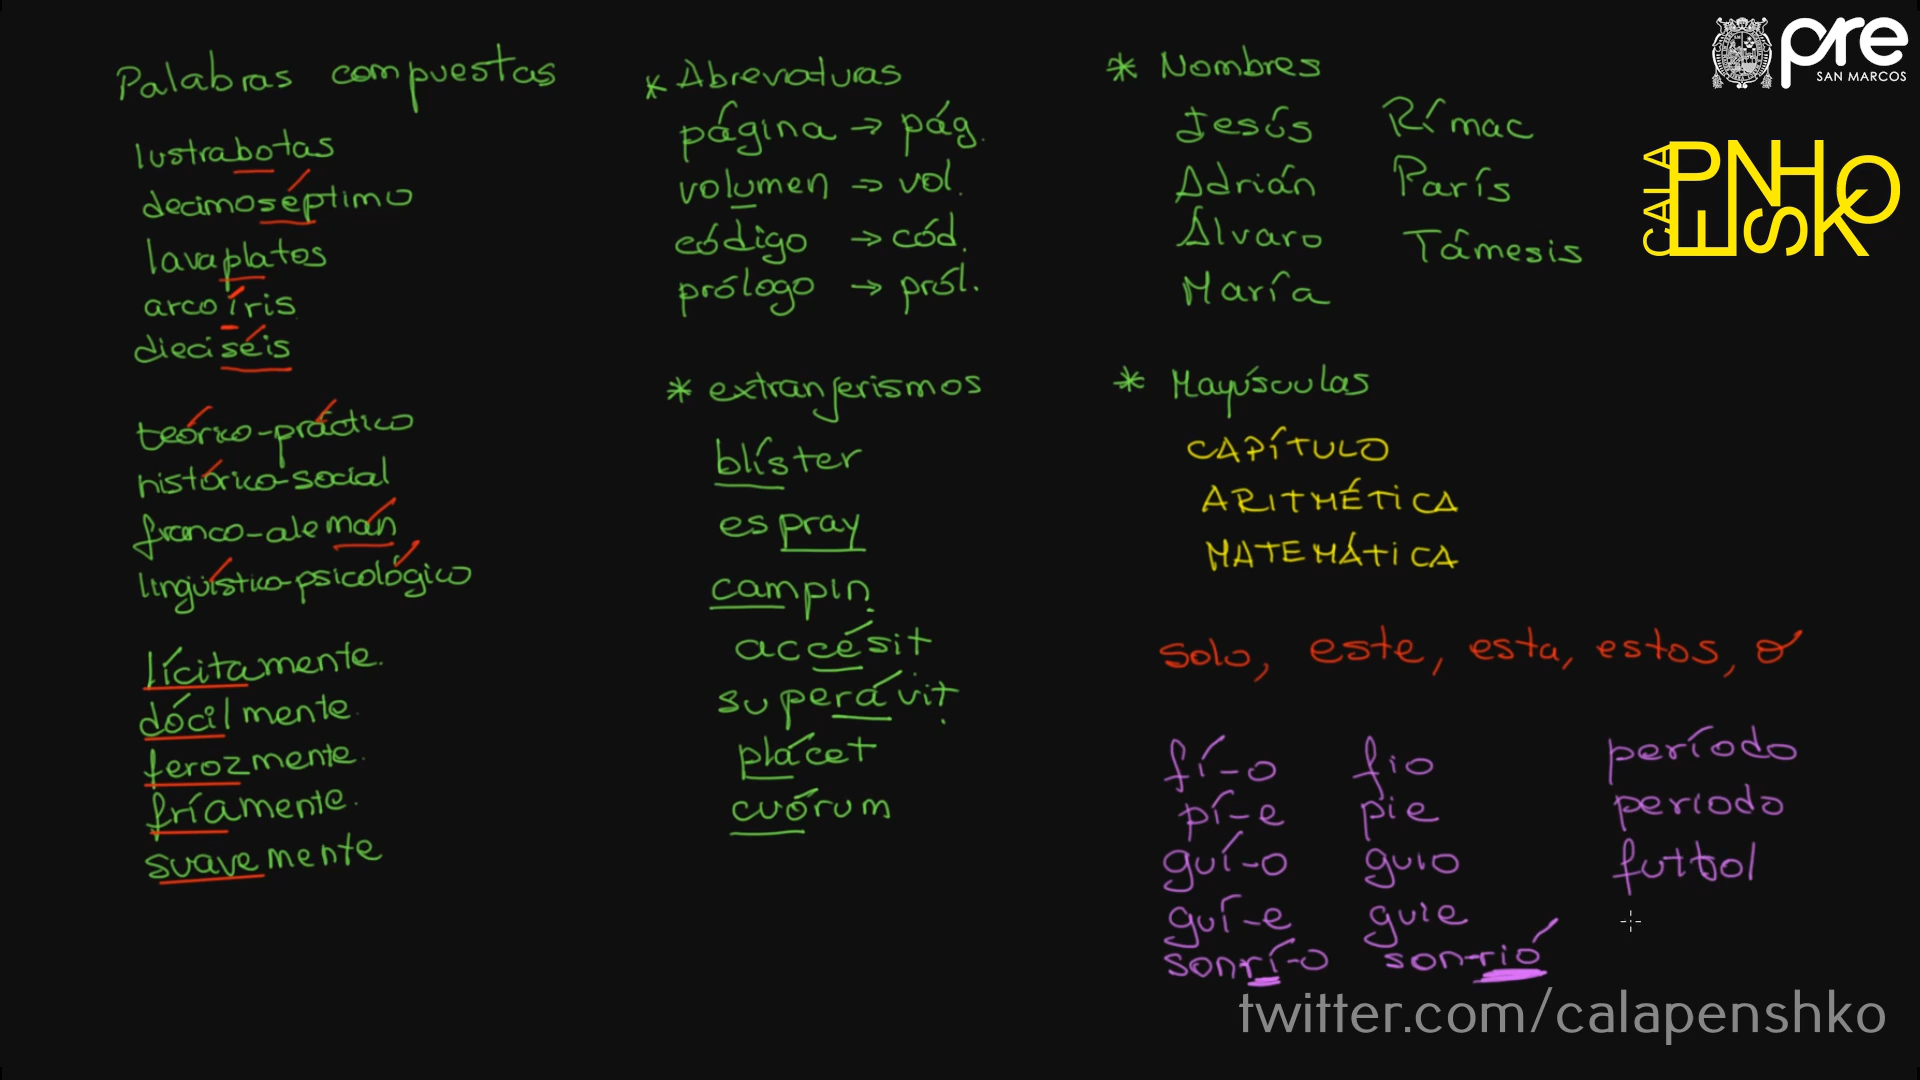 Palabras compuestas
lustrabotas
decimoséptimo
lavaplatos
arcoíris
dieciséis
teórico-práctico
histórico-social
franco-alemán
lingüístico-psicológico
lícitamente.
dócilmente.
ferozmente.
fríamente.
suavemente
* Abreviaturas
página → pág.
volumen → vol.
código → cód.
prólogo → pról.
* extranjerismos
blíster
espray
campin
accésit
superávit
plácet
cuórum
* Nombres
Jesús Rímac
Adrián París
Álvaro Támesis
María
* Mayúsculas
CAPÍTULO
ARITMÉTICA
MATEMÁTICA
solo, este, esta, estos, o
fí-o fio período
pí-e pie periodo
guí-o guio futbol
guí-e guie
sonrí-o son-rió
pre
SAN MARCOS
CALA
PENSHKO
twitter.com/calapenshko